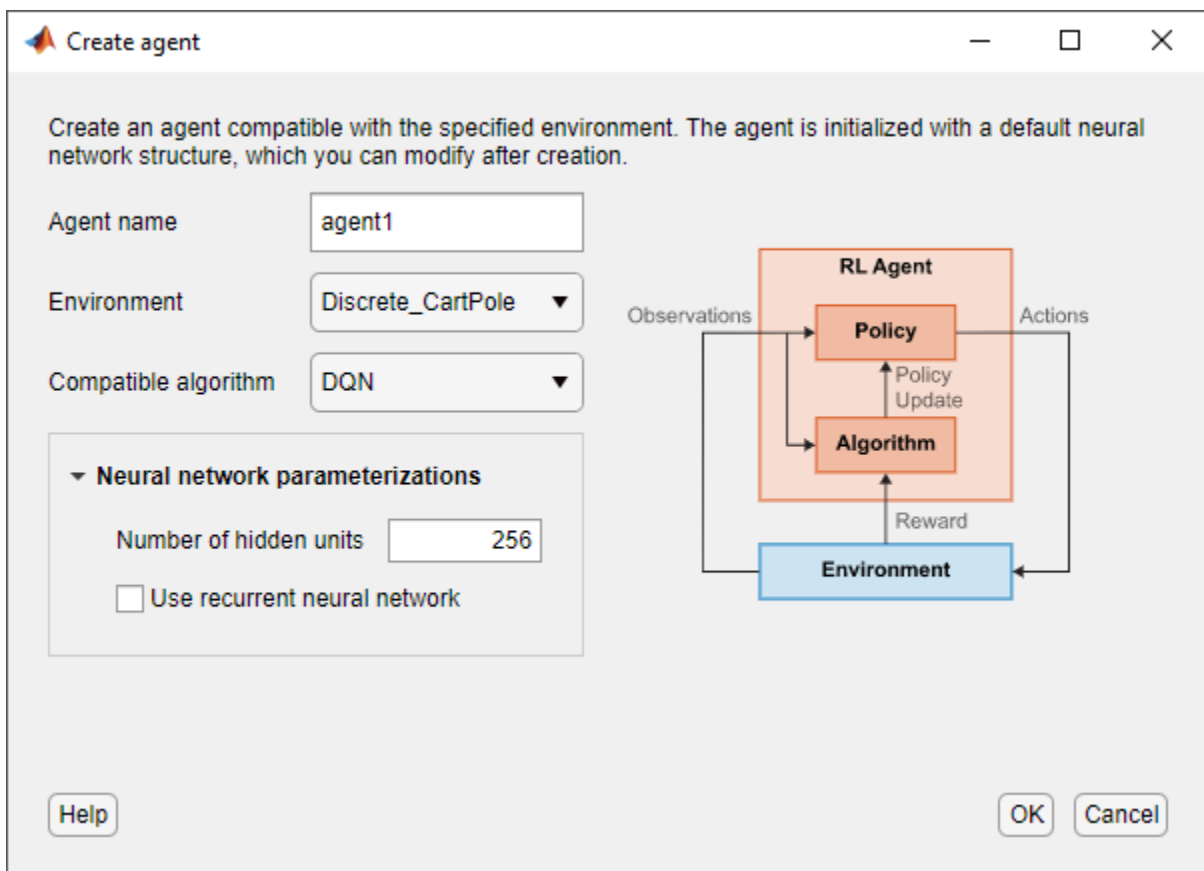 Create agent
Create an agent compatible with the specified environment. The agent is initialized with a default neural
network structure, which you can modify after creation.
Agent name
agent1
Environment
Discrete_CartPole
Compatible algorithm
DQN
Neural network parameterizations
Number of hidden units
256
Use recurrent neural network
RL Agent
Observations
Policy
Actions
Policy
Update
Algorithm
Reward
Environment
Help
OK
Cancel